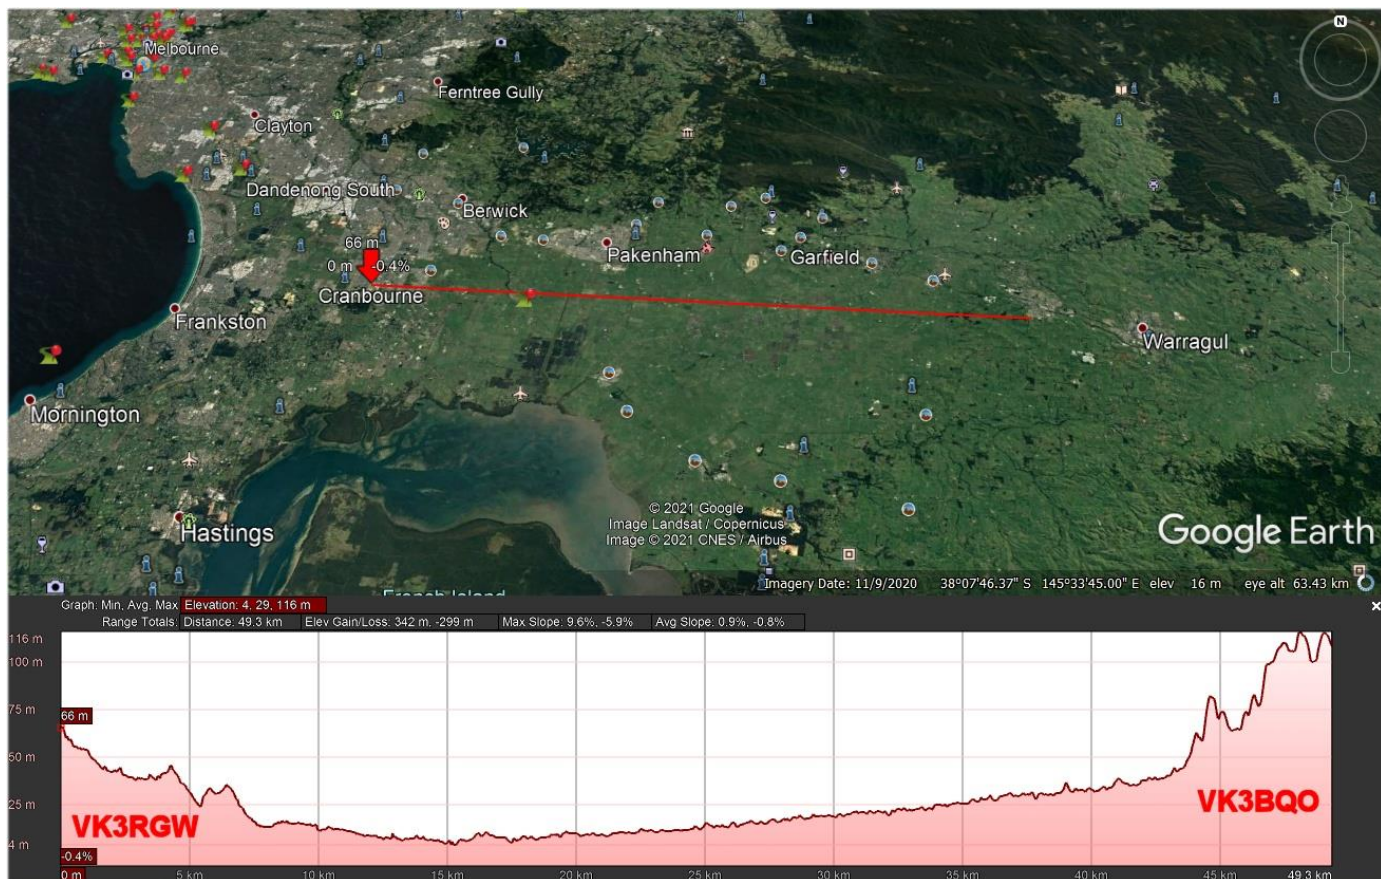 N
Melbourne
Ferntree Gully
Clayton
Dandenong South
Berwick
66 m
0 m -0.4%
Pakenham
Garfield
Cranbourne
Frankston
Warragul
Mornington
Hastings
© 2021 Google
Image Landsat / Copernicus
Image © 2021 CNES / Airbus
Google Earth
Imagery Date: 11/9/2020 38°07'46.37" S 145°33'45.00" E elev 16 m eye alt 63.43 km
French Island
Graph: Min, Avg, Max Elevation: 4, 29, 116 m
Range Totals: Distance: 49.3 km Elev Gain/Loss: 342 m, -299 m Max Slope: 9.6%, -5.9% Avg Slope: 0.9%, -0.8%
116 m
100 m
75 m
66 m
50 m
25 m
VK3RGW
VK3BQO
4 m
-0.4%
0 m 5 km 10 km 15 km 20 km 25 km 30 km 35 km 40 km 45 km 49.3 km